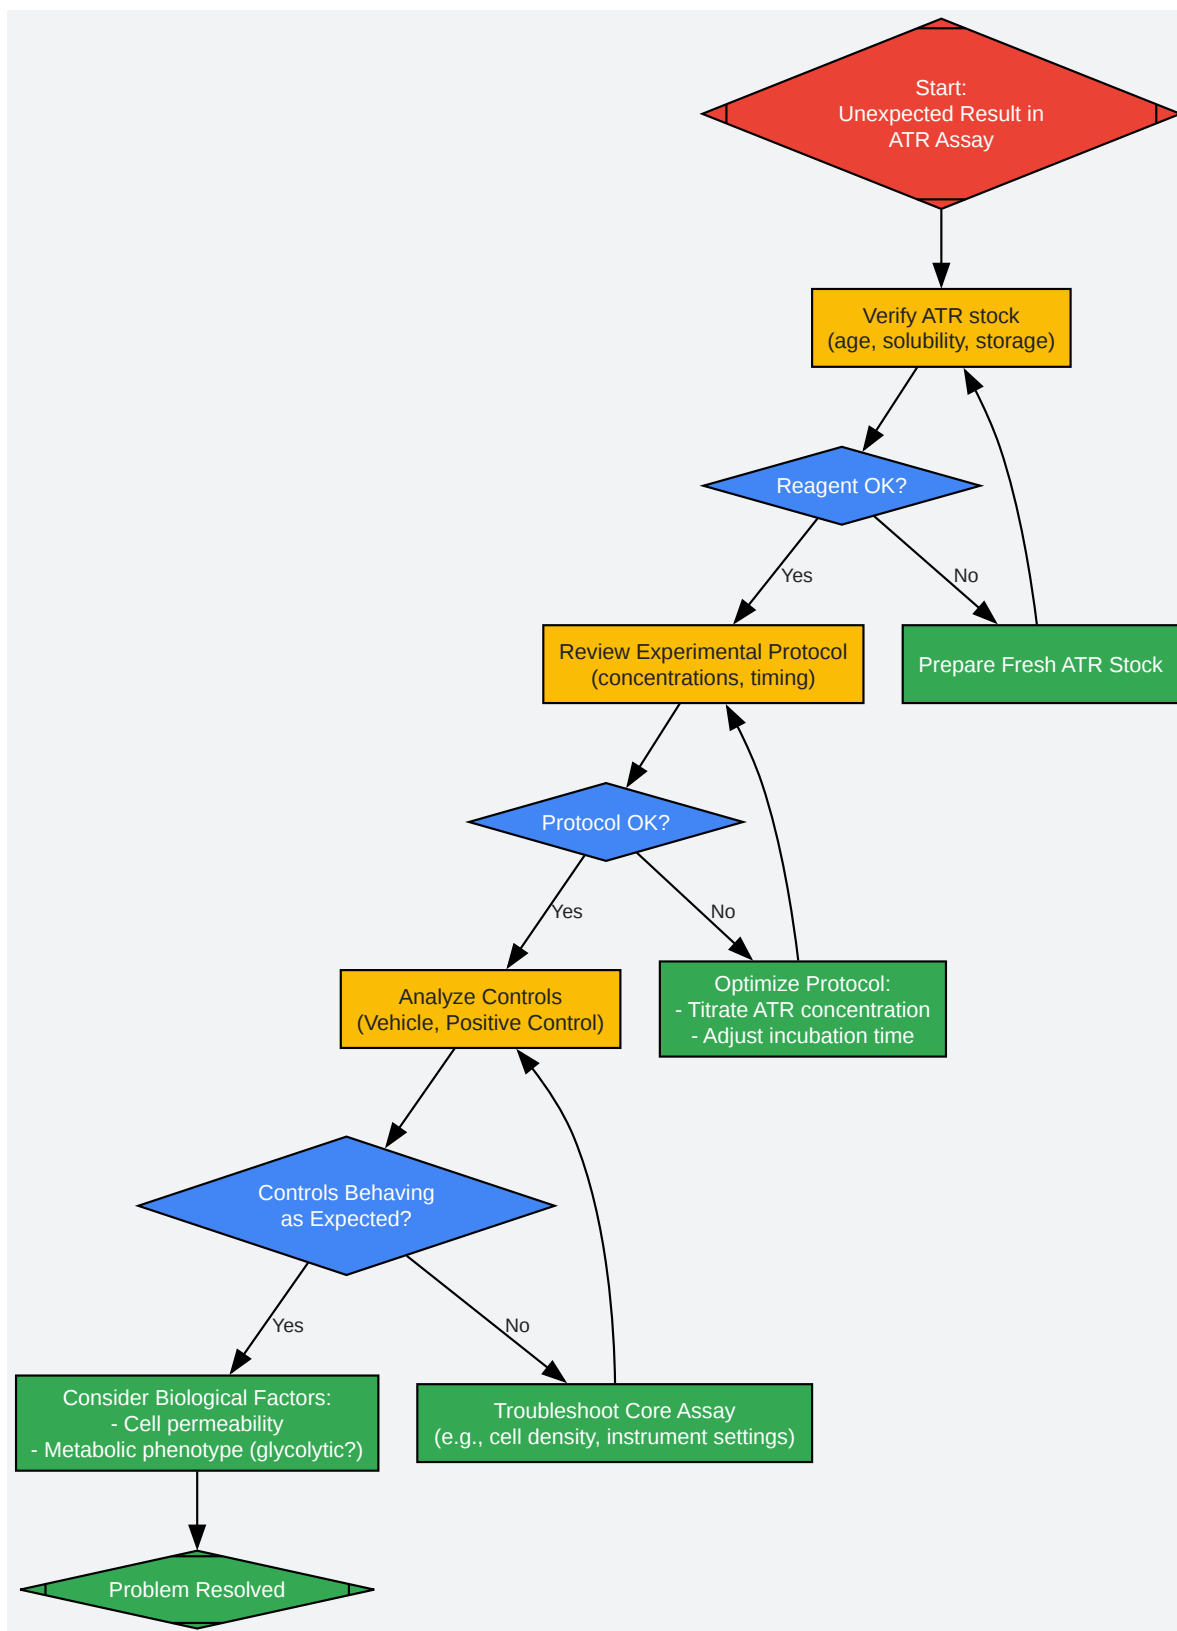 Start:
Unexpected Result in
ATR Assay
Verify ATR stock
(age, solubility, storage)
Reagent OK?
Yes
No
Review Experimental Protocol
(concentrations, timing)
Prepare Fresh ATR Stock
Protocol OK?
Yes
No
Analyze Controls
(Vehicle, Positive Control)
Optimize Protocol:
- Titrate ATR concentration
- Adjust incubation time
Controls Behaving
as Expected?
Yes
No
Consider Biological Factors:
- Cell permeability
- Metabolic phenotype (glycolytic?)
Troubleshoot Core Assay
(e.g., cell density, instrument settings)
Problem Resolved